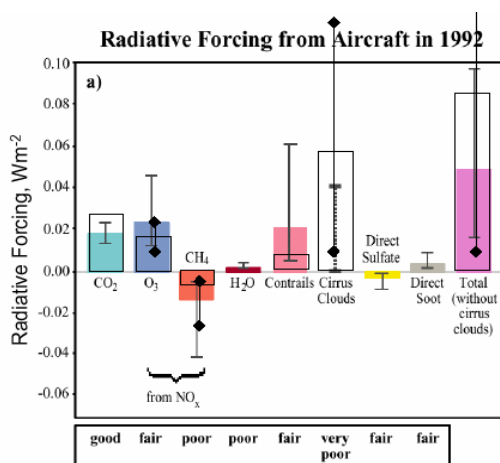 Radiative Forcing from Aircraft in 1992
Radiative Forcing, Wm-2
a)
0.10
0.08
0.06
0.04
0.02
0.00
-0.02
-0.04
-0.06
CO2
O3
CH4
H2O
Contrails
Cirrus
Clouds
Direct
Sulfate
Direct
Soot
Total
(without
cirrus
clouds)
from NOx
good fair poor poor fair very poor fair fair